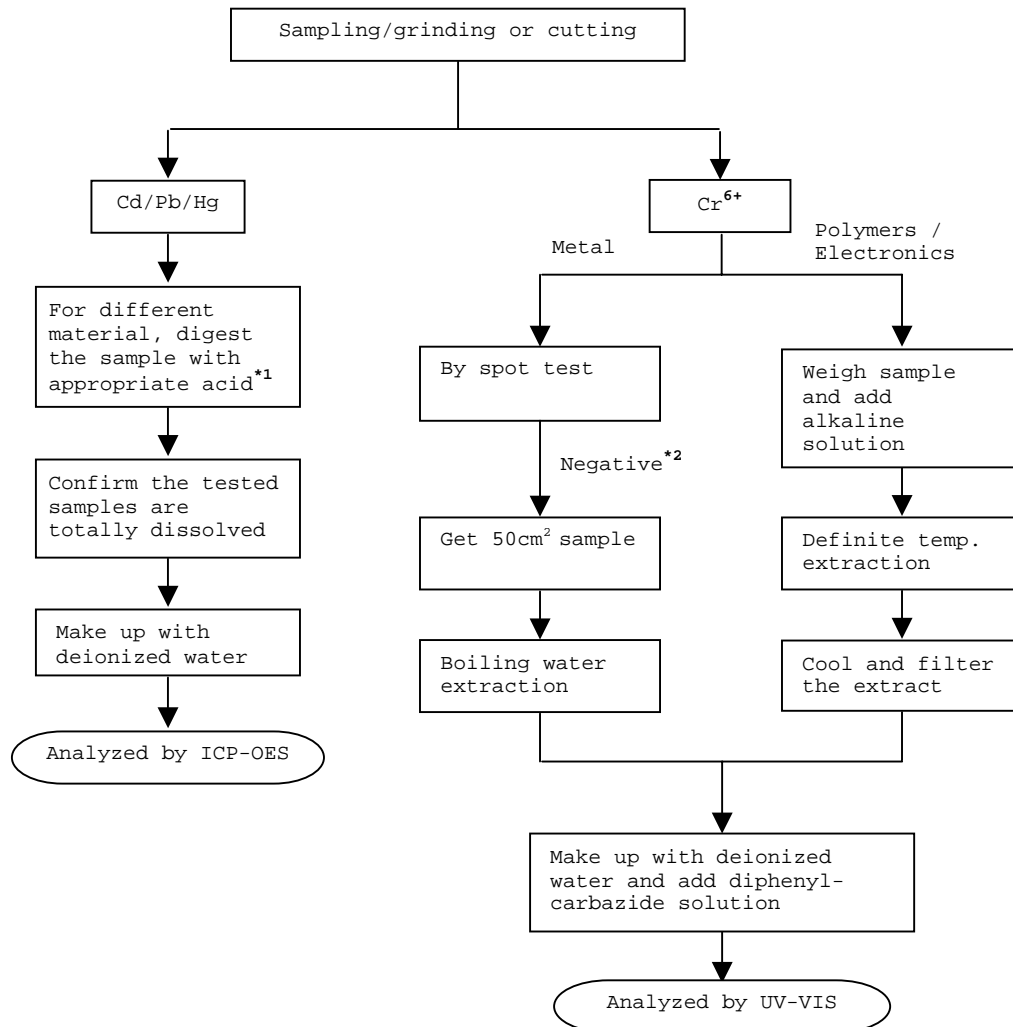 Sampling/grinding or cutting
Cd/Pb/Hg
Cr6+
Metal
Polymers /
Electronics
For different
material, digest
the sample with
appropriate acid*1
By spot test
Weigh sample
and add
alkaline
solution
Negative*2
Confirm the tested
samples are
totally dissolved
Get 50cm2 sample
Definite temp.
extraction
Make up with
deionized water
Boiling water
extraction
Cool and filter
the extract
Analyzed by ICP-OES
Make up with deionized
water and add diphenyl-
carbazide solution
Analyzed by UV-VIS